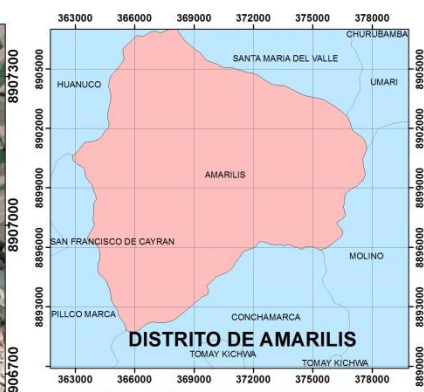 363000 366000 369000 372000 375000 378000
CHURUBAMBA
SANTA MARIA DEL VALLE
HUANUCO
UMARI
AMARILIS
SAN FRANCISCO DE CAYRAN
MOLINO
PILLCO MARCA
CONCHAMARCA
DISTRITO DE AMARILIS
TOMAY KICHWA
TOMAY KICHWA
363000 366000 369000 372000 375000 378000
8907300
8907000
8906700
8905000
8902000
8899000
8896000
8893000
8905000
8902000
8899000
8896000
8893000
8890000